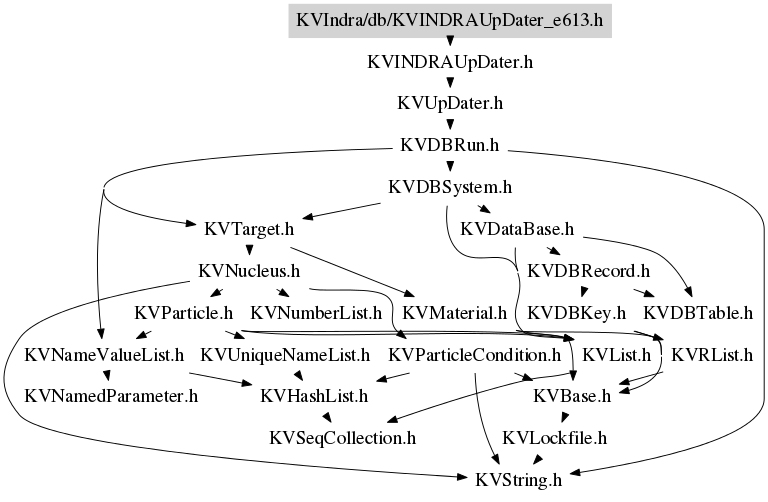 KVIndra/db/KVINDRAUpDater_e613.h
KVINDRAUpDater.h
KVUpDater.h
KVDBRun.h
KVDBSystem.h
KVTarget.h
KVDataBase.h
KVNucleus.h
KVDBRecord.h
KVParticle.h
KVNumberList.h
KVMaterial.h
KVDBKey.h
KVDBTable.h
KVNameValueList.h
KVUniqueNameList.h
KVParticleCondition.h
KVList.h
KVRList.h
KVNamedParameter.h
KVHashList.h
KVBase.h
KVSeqCollection.h
KVLockfile.h
KVString.h